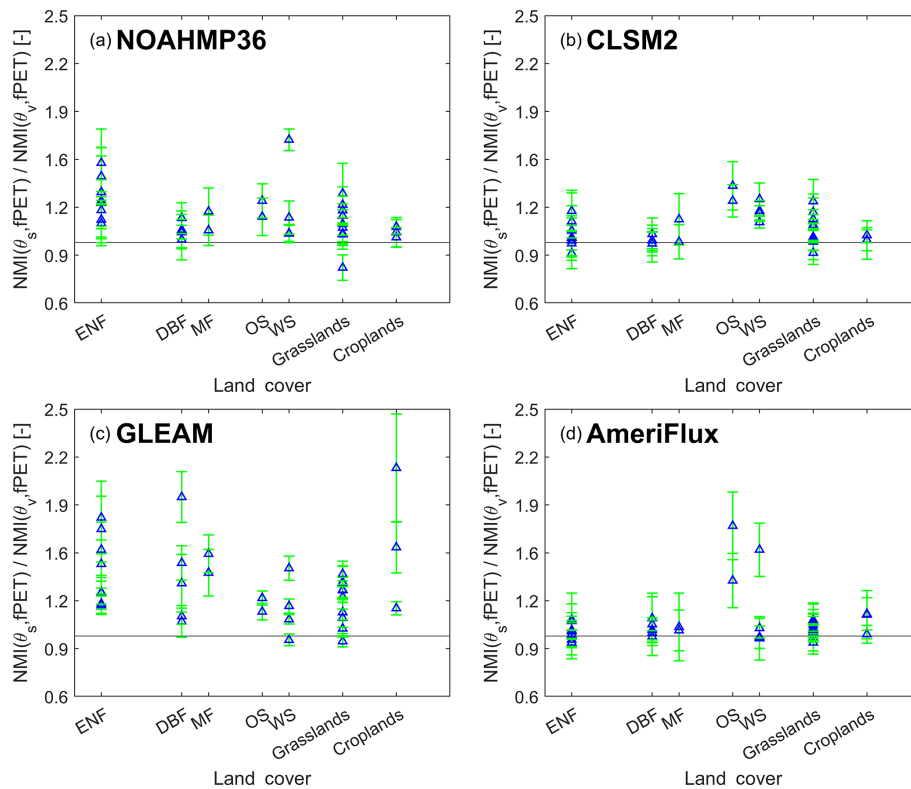 (a) NOAHMP36
NMI(θs,fPET) / NMI(θv,fPET) [-]
2.5
2.2
1.9
1.6
1.2
0.9
0.6
ENF
DBF
MF
OS
WS
Grasslands
Croplands
Land cover
(b) CLSM2
NMI(θs,fPET) / NMI(θv,fPET) [-]
2.5
2.2
1.9
1.6
1.2
0.9
0.6
ENF
DBF
MF
OS
WS
Grasslands
Croplands
Land cover
(c) GLEAM
NMI(θs,fPET) / NMI(θv,fPET) [-]
2.5
2.2
1.9
1.6
1.2
0.9
0.6
ENF
DBF
MF
OS
WS
Grasslands
Croplands
Land cover
(d) AmeriFlux
NMI(θs,fPET) / NMI(θv,fPET) [-]
2.5
2.2
1.9
1.6
1.2
0.9
0.6
ENF
DBF
MF
OS
WS
Grasslands
Croplands
Land cover